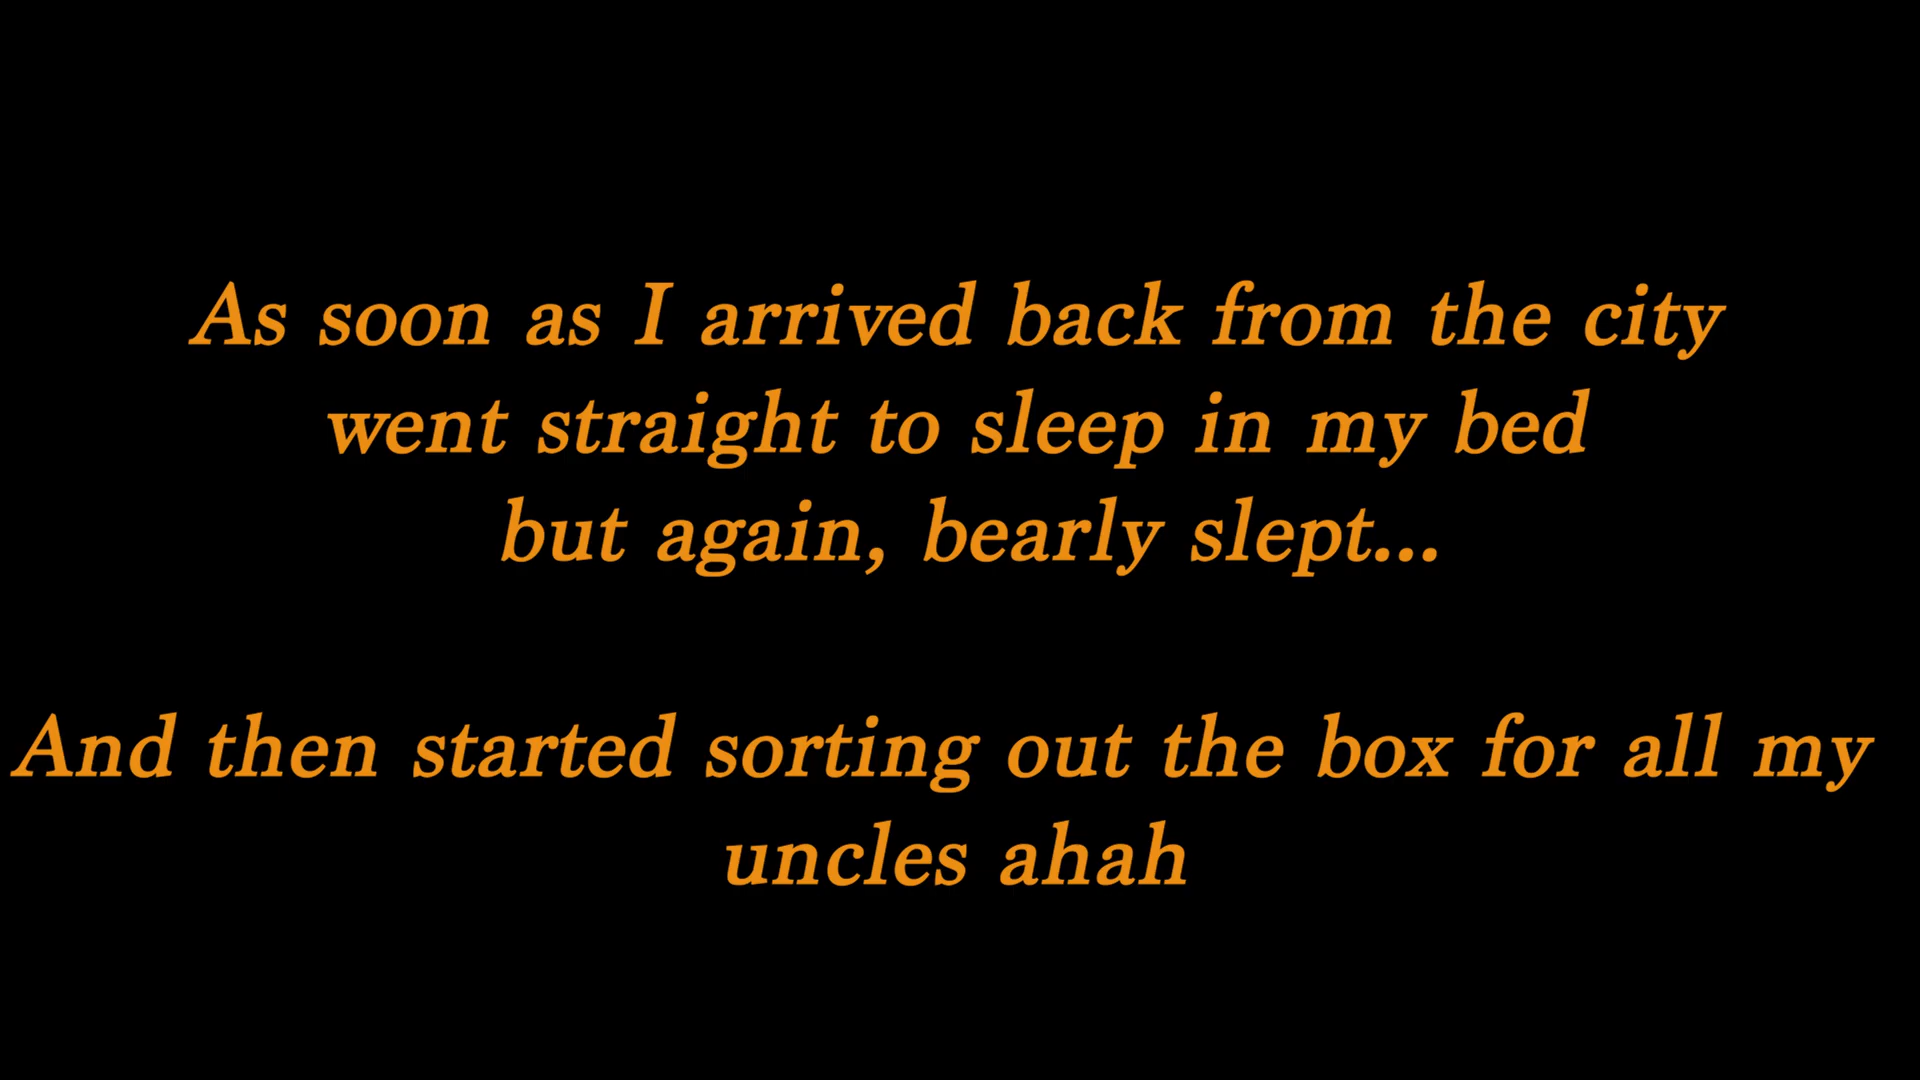 As soon as I arrived back from the city
went straight to sleep in my bed
but again, bearly slept...
And then started sorting out the box for all my
uncles ahah